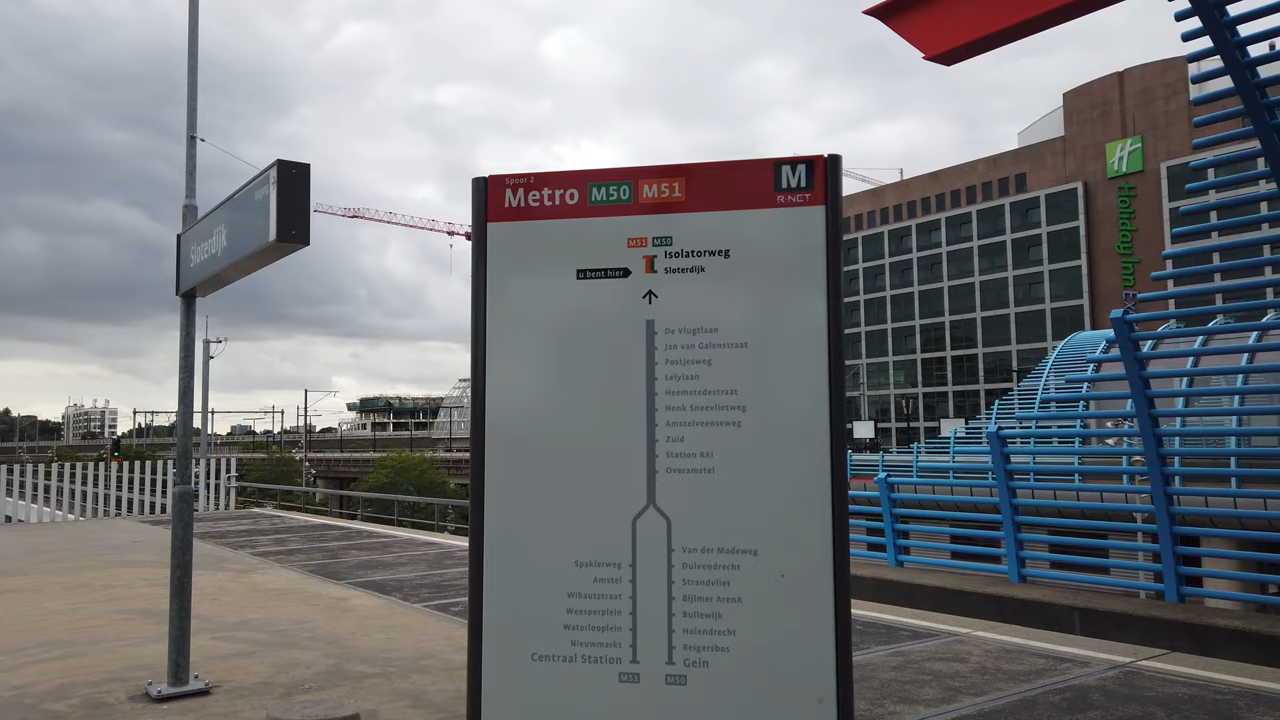 Sloterdijk
Spoor 2
Metro M50 M51
M
R-NET
M51 M50
Isolatorweg
u bent hier
Sloterdijk
De Vlugtlaan
Jan van Galenstraat
Postjesweg
Lelylaan
Heemstedestraat
Henk Sneevlietweg
Amstelveenseweg
Zuid
Station RAI
Overamstel
Van der Madeweg
Spaklerweg
Duivendrecht
Amstel
Strandvliet
Wibautstraat
Bijlmer ArenA
Weesperplein
Bullewijk
Waterlooplein
Holendrecht
Nieuwmarkt
Reigersbos
Centraal Station
Gein
M51
M50
H
Holiday Inn
Ex